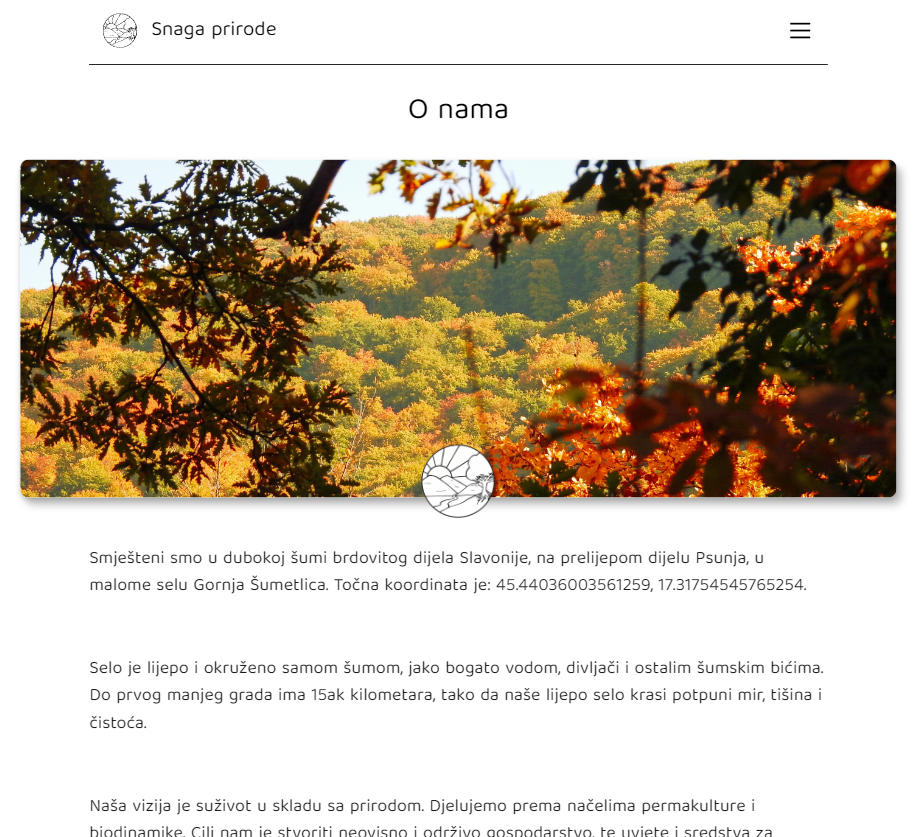 Snaga prirode
O nama
Smješteni smo u dubokoj šumi brdovitog dijela Slavonije, na prelijepom dijelu Psunja, u
malome selu Gornja Šumetlica. Točna koordinata je: 45.44036003561259, 17.31754545765254.
Selo je lijepo i okruženo samom šumom, jako bogato vodom, divljači i ostalim šumskim bićima.
Do prvog manjeg grada ima 15ak kilometara, tako da naše lijepo selo krasi potpuni mir, tišina i
čistoća.
Naša vizija je suživot u skladu sa prirodom. Djelujemo prema načelima permakulture i
biodinamike. Cilj nam je stvoriti neovisno i održivo gospodarstvo, te uvjete i sredstva za